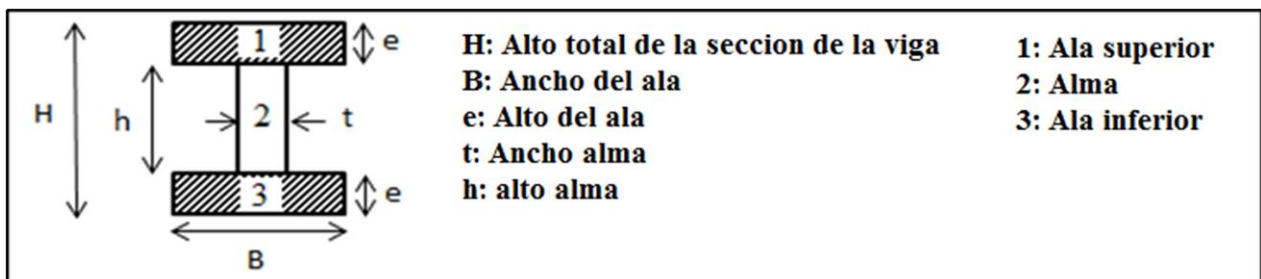 H
h
B
e
e
t
1
2
3
H: Alto total de la seccion de la viga
B: Ancho del ala
e: Alto del ala
t: Ancho alma
h: alto alma
1: Ala superior
2: Alma
3: Ala inferior